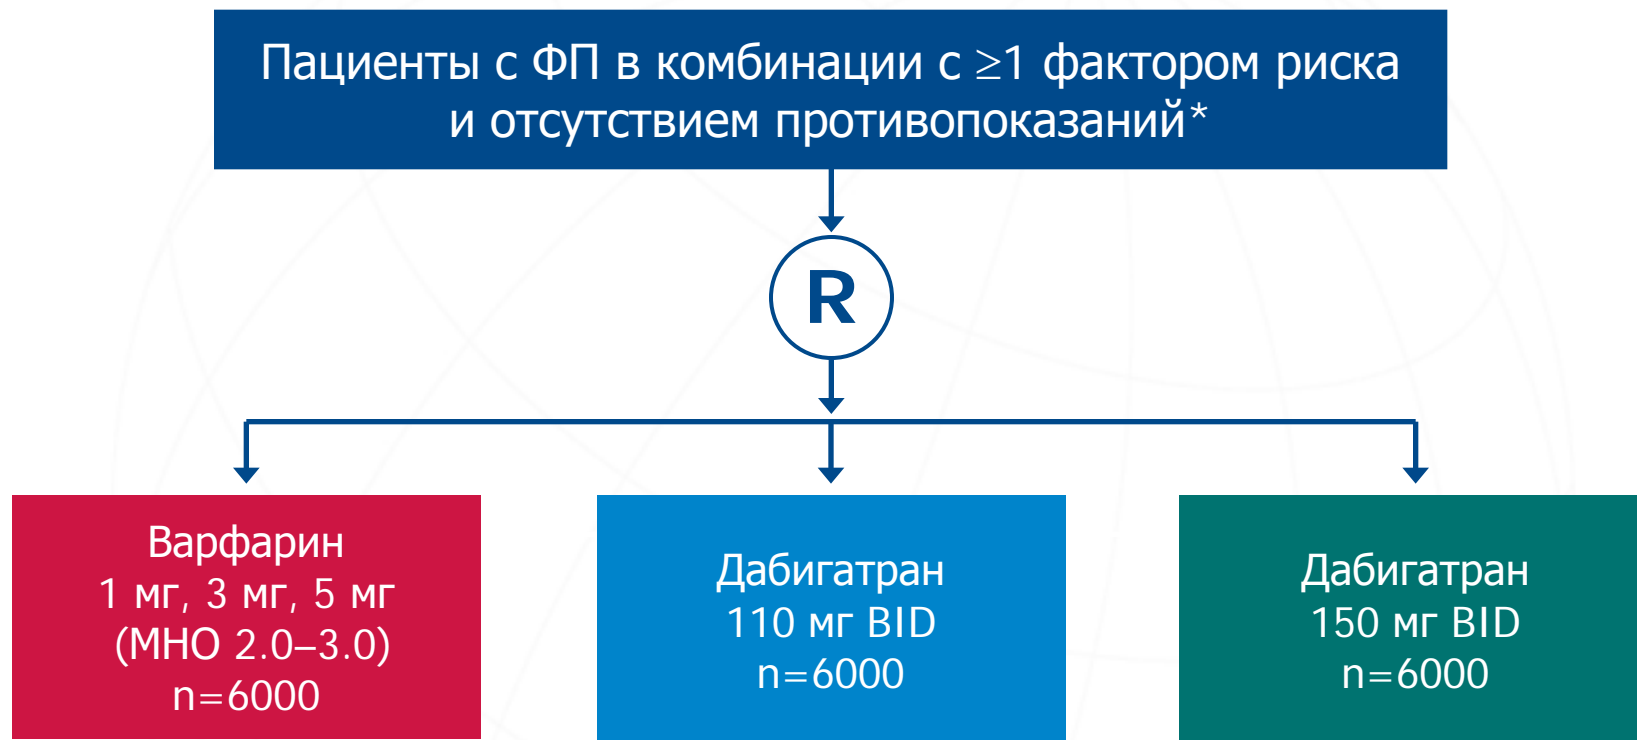 Пациенты с ФП в комбинации с ≥1 фактором риска
и отсутствием противопоказаний*
R
Варфарин
1 мг, 3 мг, 5 мг
(МНО 2.0–3.0)
n=6000
Дабигатран
110 мг BID
n=6000
Дабигатран
150 мг BID
n=6000